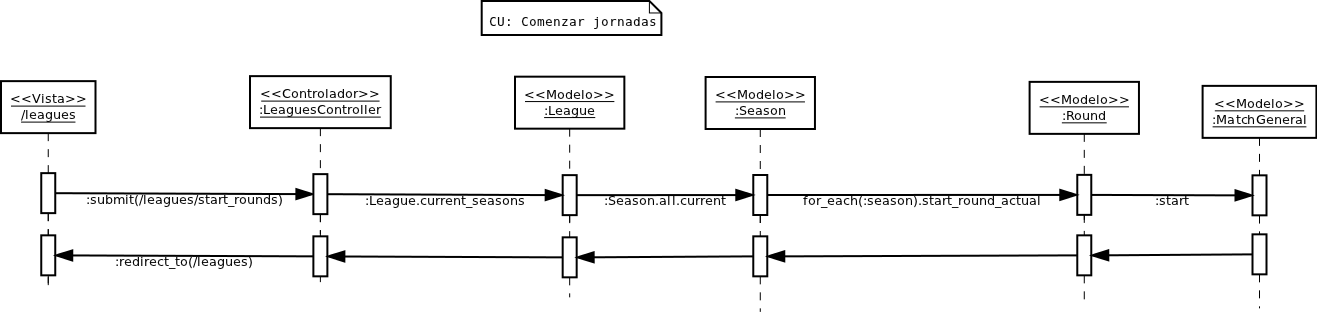 CU: Comenzar jornadas
<<Vista>>
/leagues
<<Controlador>>
:LeaguesController
<<Modelo>>
:League
<<Modelo>>
:Season
<<Modelo>>
:Round
<<Modelo>>
:MatchGeneral
:submit(/leagues/start_rounds)
:League.current_seasons
:Season.all.current
for_each(:season).start_round_actual
:start
:redirect_to(/leagues)